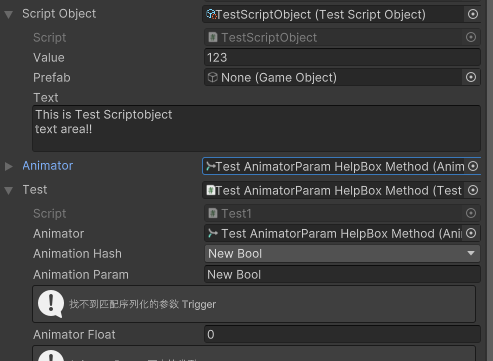 Script Object
TestScriptObject (Test Script Object)
Script
TestScriptObject
Value
123
Prefab
None (Game Object)
Text
This is Test Scriptobject
text area!!
Animator
Test AnimatorParam HelpBox Method (Anim
Test
Test AnimatorParam HelpBox Method (Test
Script
Test1
Animator
Test AnimatorParam HelpBox Method (Ani
Animation Hash
New Bool
Animation Param
New Bool
找不到匹配序列化的参数 Trigger
Animator Float
0